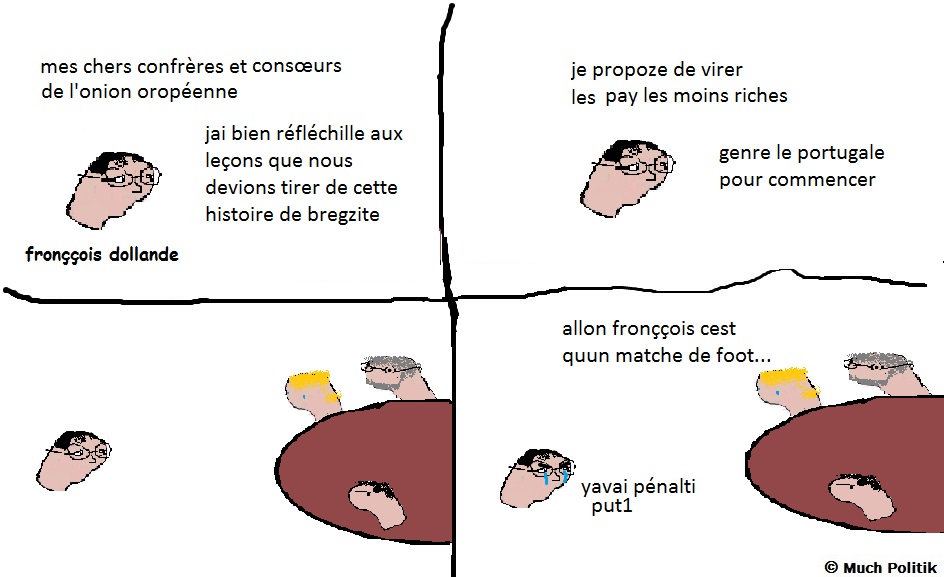 mes chers confrères et consœurs
de l'onion oropéenne
jai bien réfléchille aux
leçons que nous
devions tirer de cette
histoire de bregzite
fronççois dollande
je propoze de virer
les pay les moins riches
genre le portugale
pour commencer
allon fronççois cest
quun matche de foot...
yavai pénalti
put1
© Much Politik